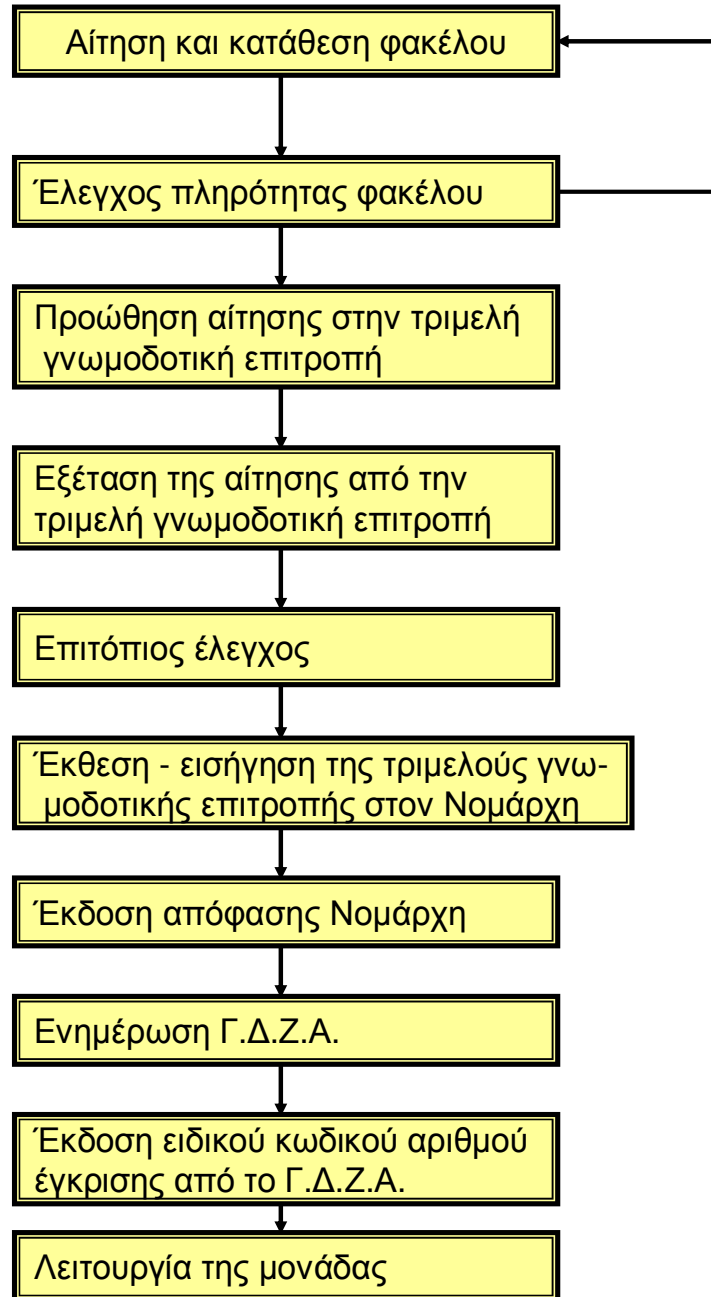 Αίτηση και κατάθεση φακέλου
Έλεγχος πληρότητας φακέλου
Προώθηση αίτησης στην τριμελή
γνωμοδοτική επιτροπή
Εξέταση της αίτησης από την
τριμελή γνωμοδοτική επιτροπή
Επιτόπιος έλεγχος
Έκθεση - εισήγηση της τριμελούς γνω-
μοδοτικής επιτροπής στον Νομάρχη
Έκδοση απόφασης Νομάρχη
Ενημέρωση Γ.Δ.Ζ.Α.
Έκδοση ειδικού κωδικού αριθμού
έγκρισης από το Γ.Δ.Ζ.Α.
Λειτουργία της μονάδας